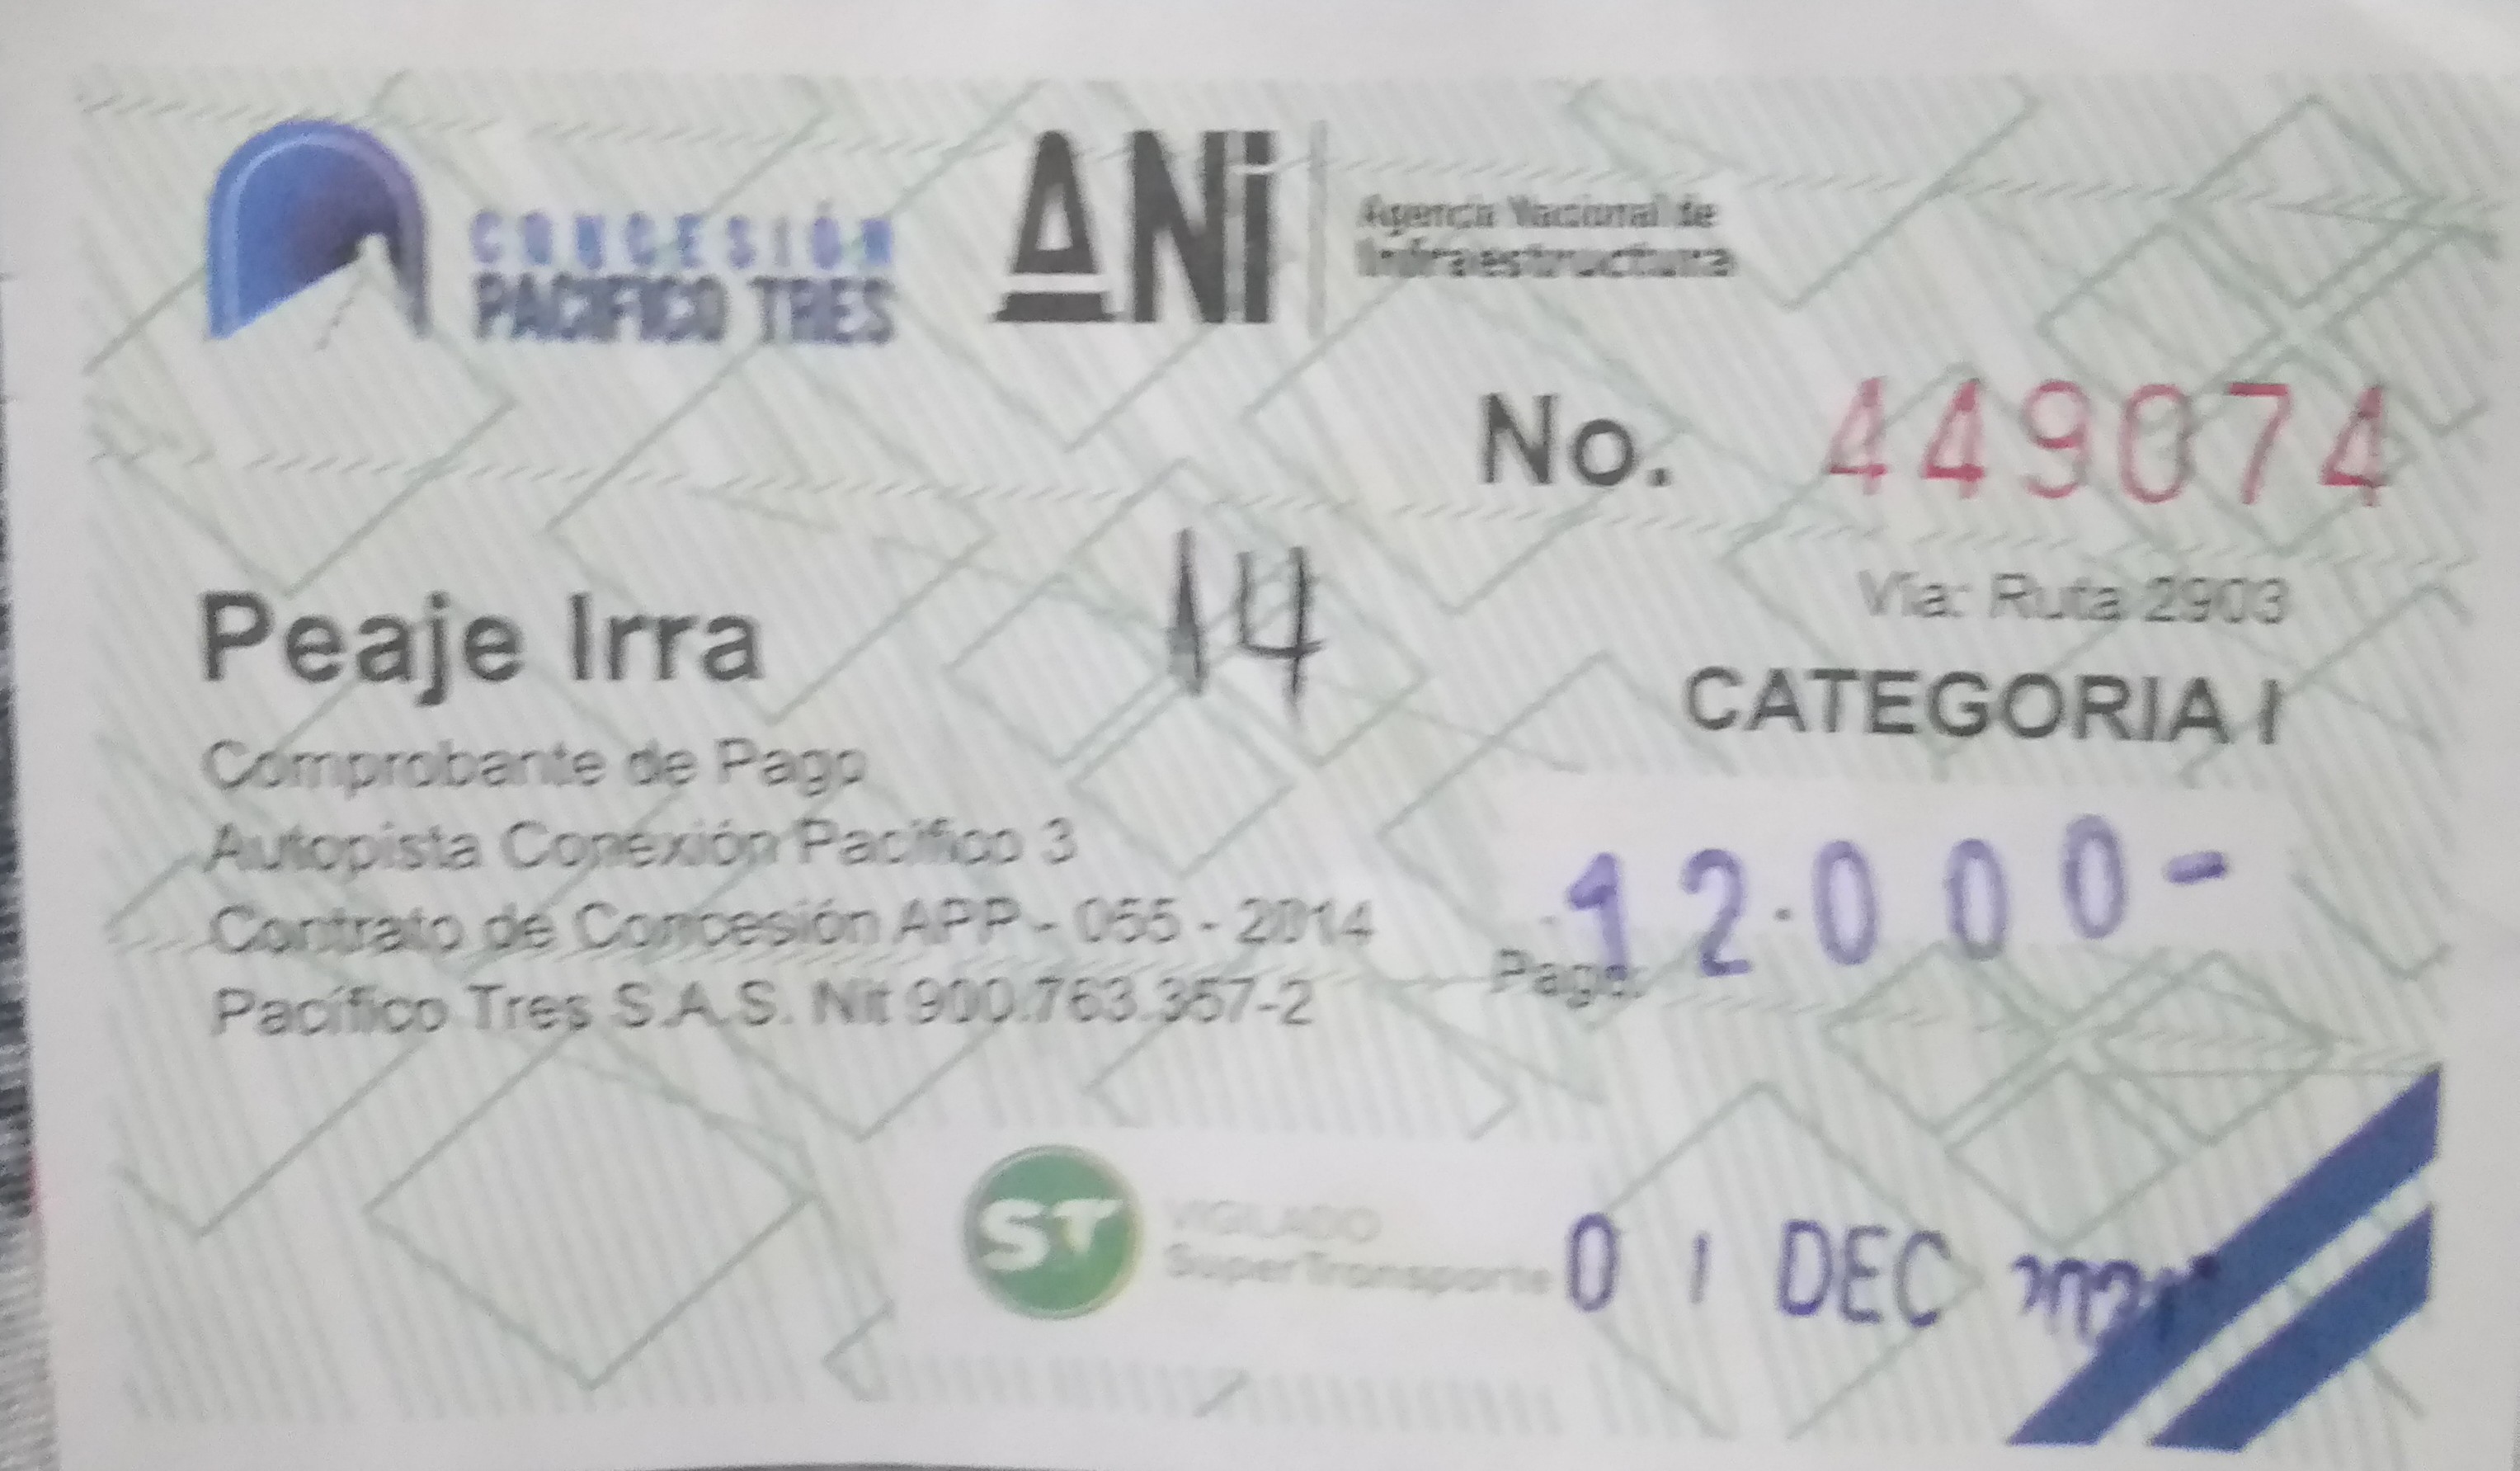 CONCESIÓN
PACIFICO TRES
ANi
Agencia Nacional de
Infraestructura
No. 449074
Vía: Ruta 2903
Peaje Irra
14
CATEGORIA I
Comprobante de Pago
Autopista Conexión Pacifico 3
Contrato de Concesión APP - 055 - 2014
Pacífico Tres S.A.S. Nit 900.763.357-2
Pago: 12.000-
ST
VIGILADO
SuperTransporte
01 DEC